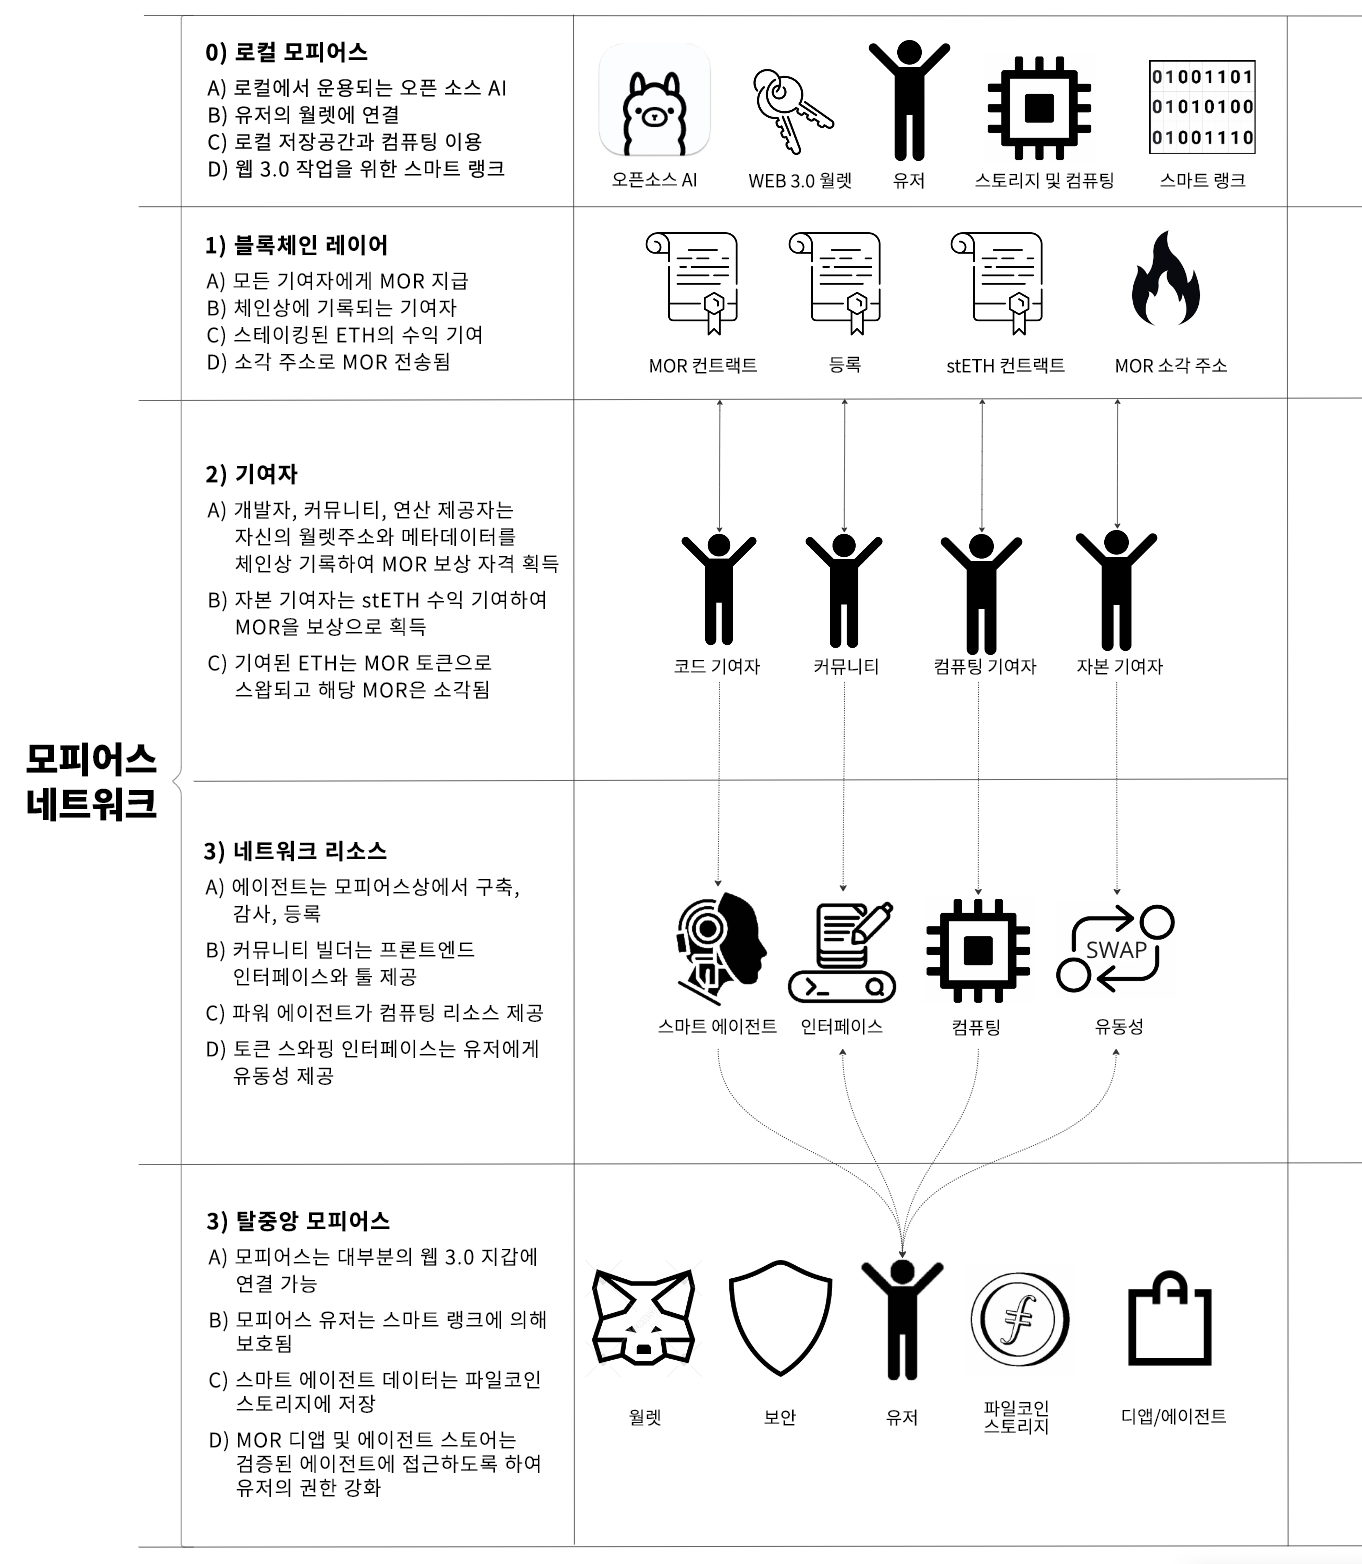 모피어스
네트워크
0) 로컬 모피어스
A) 로컬에서 운용되는 오픈 소스 AI
B) 유저의 월렛에 연결
C) 로컬 저장공간과 컴퓨팅 이용
D) 웹 3.0 작업을 위한 스마트 랭크
01001101
01010100
01001110
오픈소스 AI
WEB 3.0 월렛
유저
스토리지 및 컴퓨팅
스마트 랭크
1) 블록체인 레이어
A) 모든 기여자에게 MOR 지급
B) 체인상에 기록되는 기여자
C) 스테이킹된 ETH의 수익 기여
D) 소각 주소로 MOR 전송됨
MOR 컨트랙트
등록
stETH 컨트랙트
MOR 소각 주소
2) 기여자
A) 개발자, 커뮤니티, 연산 제공자는
자신의 월렛주소와 메타데이터를
체인상 기록하여 MOR 보상 자격 획득
B) 자본 기여자는 stETH 수익 기여하여
MOR을 보상으로 획득
C) 기여된 ETH는 MOR 토큰으로
스왑되고 해당 MOR은 소각됨
코드 기여자
커뮤니티
컴퓨팅 기여자
자본 기여자
3) 네트워크 리소스
A) 에이전트는 모피어스상에서 구축,
감사, 등록
B) 커뮤니티 빌더는 프론트엔드
인터페이스와 툴 제공
C) 파워 에이전트가 컴퓨팅 리소스 제공
D) 토큰 스와핑 인터페이스는 유저에게
유동성 제공
SWAP
스마트 에이전트
인터페이스
컴퓨팅
유동성
3) 탈중앙 모피어스
A) 모피어스는 대부분의 웹 3.0 지갑에
연결 가능
B) 모피어스 유저는 스마트 랭크에 의해
보호됨
C) 스마트 에이전트 데이터는 파일코인
스토리지에 저장
D) MOR 디앱 및 에이전트 스토어는
검증된 에이전트에 접근하도록 하여
유저의 권한 강화
월렛
보안
유저
파일코인
스토리지
디앱/에이전트